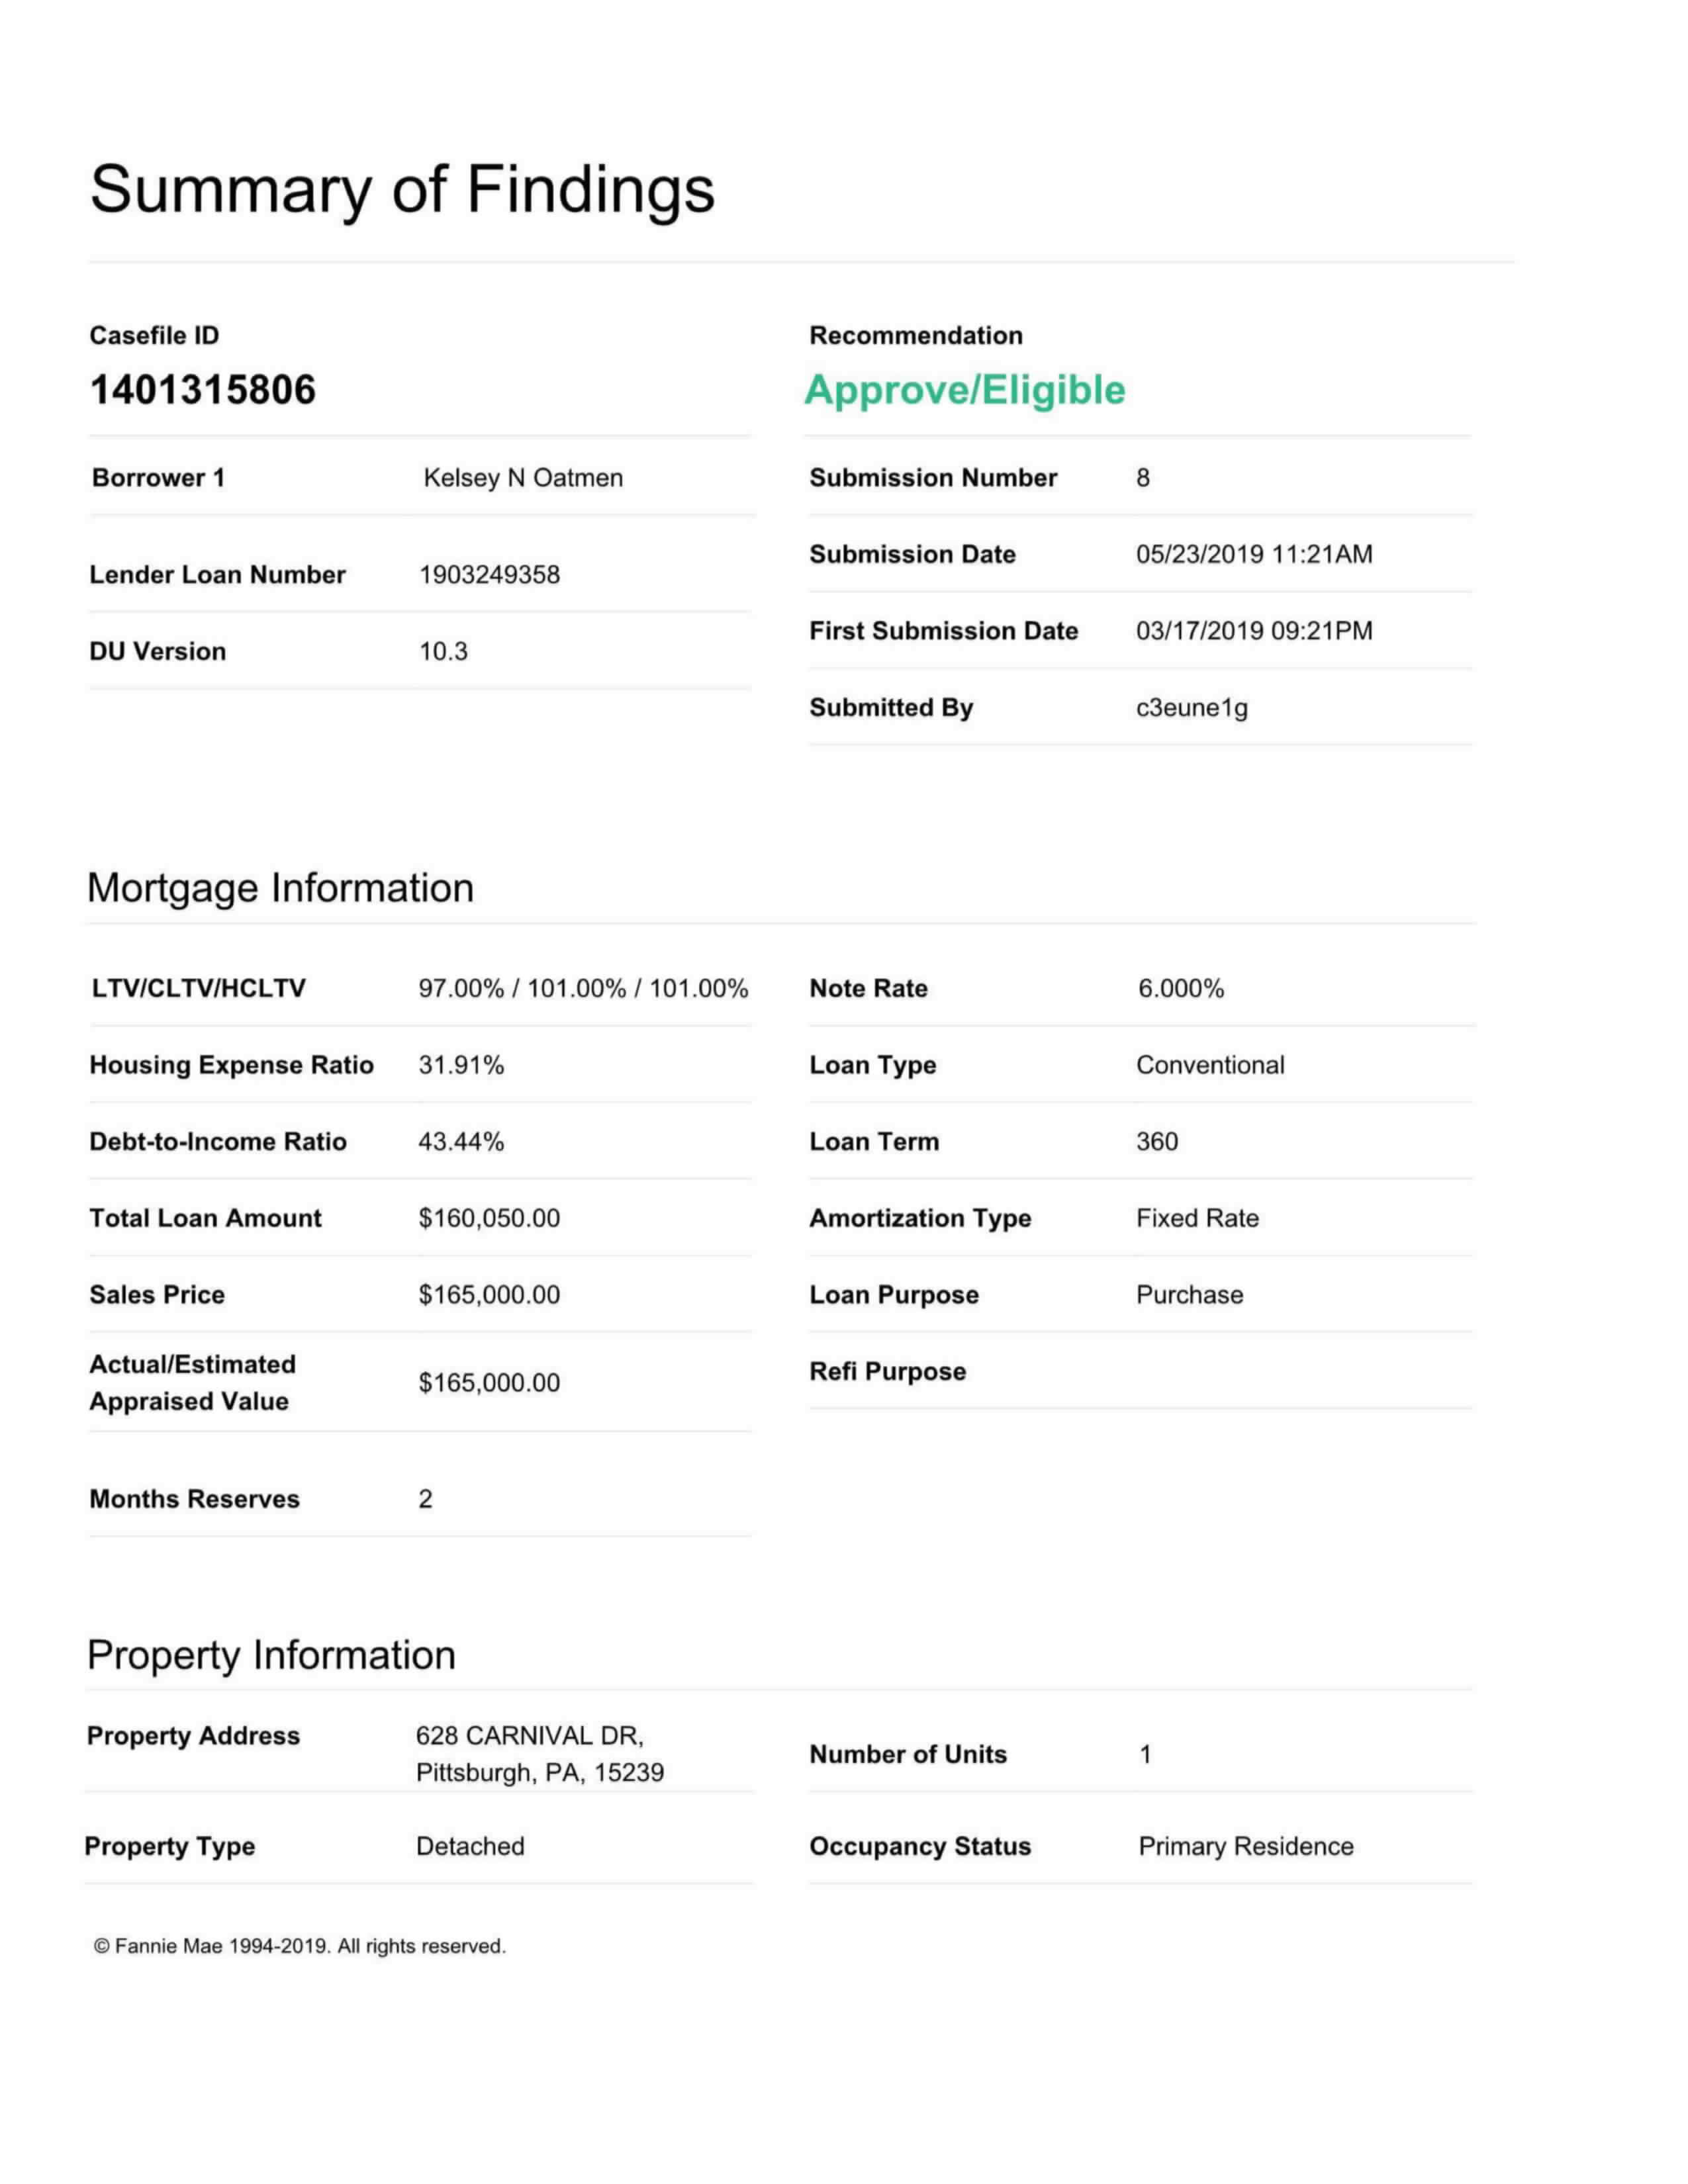 Summary of Findings
Casefile ID
1401315806
Recommendation
Approve/Eligible
Borrower 1 Kelsey N Oatmen
Lender Loan Number 1903249358
DU Version 10.3
Submission Number 8
Submission Date 05/23/2019 11:21AM
First Submission Date 03/17/2019 09:21PM
Submitted By c3eune1g
Mortgage Information
LTV/CLTV/HCLTV 97.00% / 101.00% / 101.00%
Housing Expense Ratio 31.91%
Debt-to-Income Ratio 43.44%
Total Loan Amount $160,050.00
Sales Price $165,000.00
Actual/Estimated
Appraised Value $165,000.00
Months Reserves 2
Note Rate 6.000%
Loan Type Conventional
Loan Term 360
Amortization Type Fixed Rate
Loan Purpose Purchase
Refi Purpose
Property Information
Property Address 628 CARNIVAL DR,
Pittsburgh, PA, 15239
Property Type Detached
Number of Units 1
Occupancy Status Primary Residence
© Fannie Mae 1994-2019. All rights reserved.